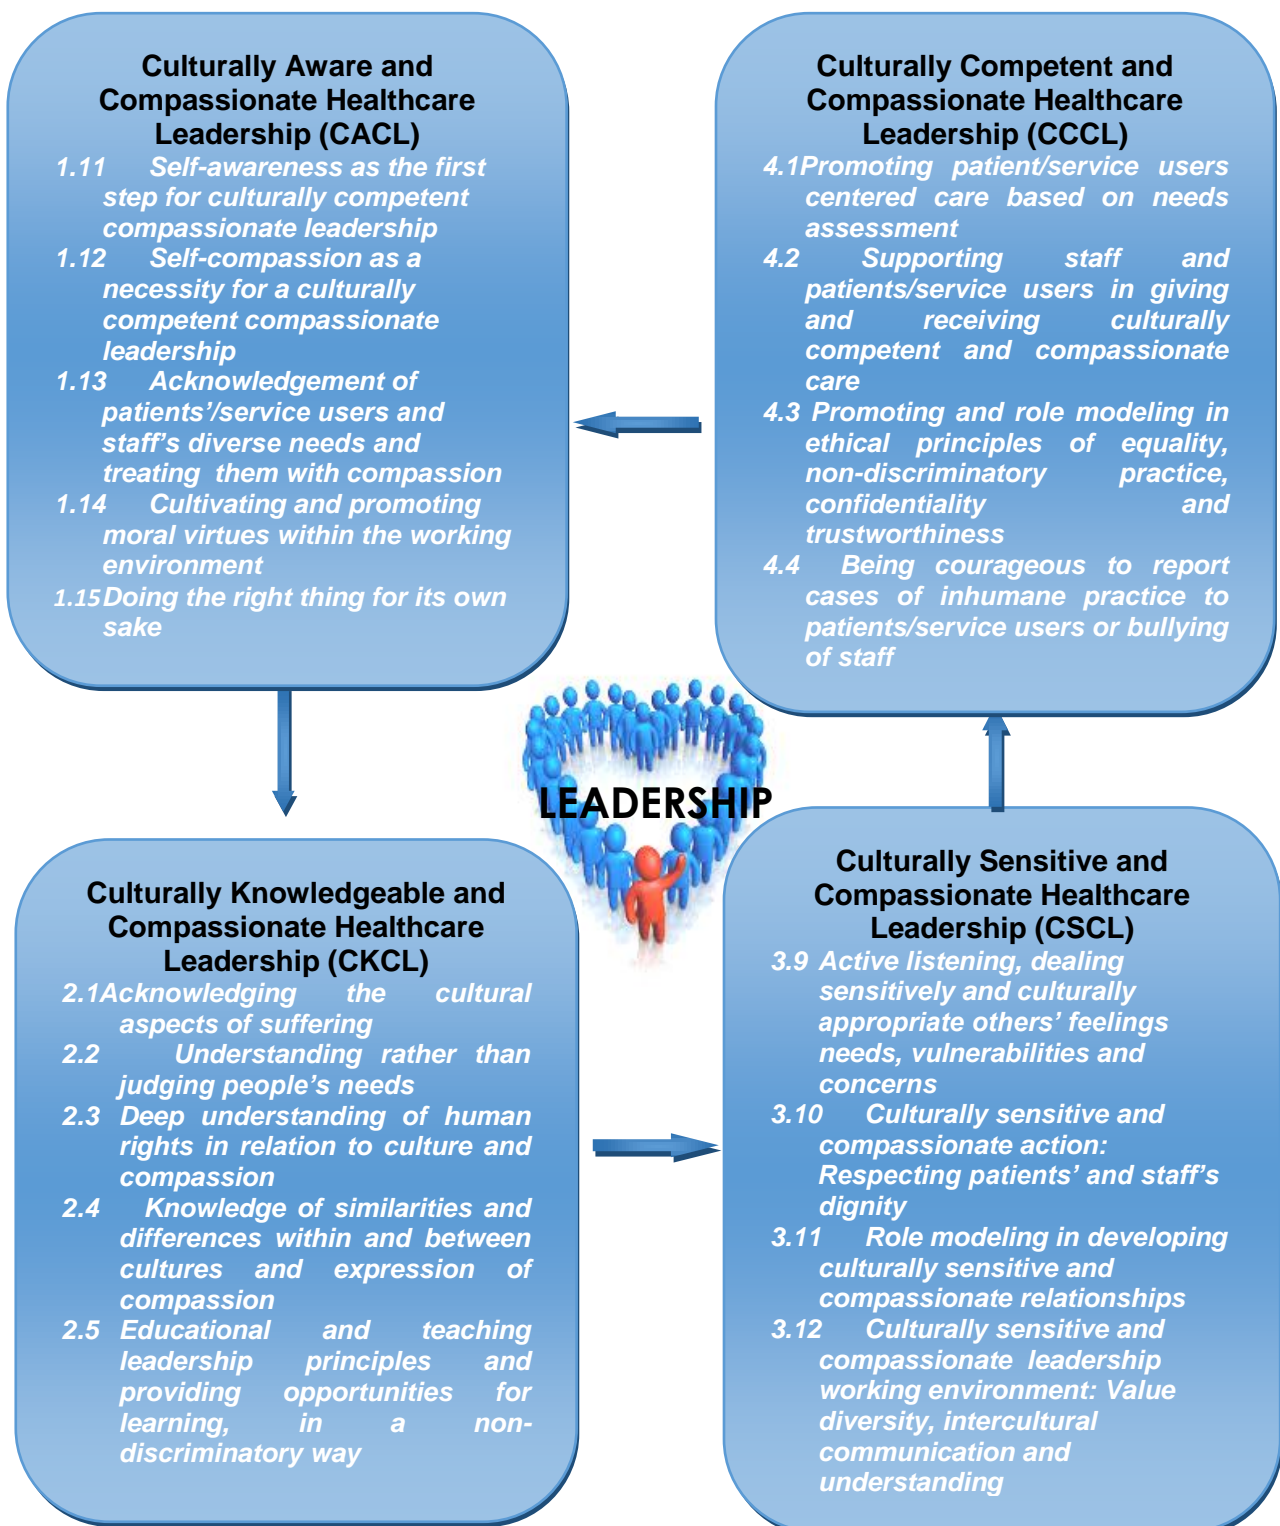 Culturally Aware and
Compassionate Healthcare
Leadership (CACL)
1.11 Self-awareness as the first
step for culturally competent
compassionate leadership
1.12 Self-compassion as a
necessity for a culturally
competent compassionate
leadership
1.13 Acknowledgement of
patients’/service users and
staff’s diverse needs and
treating them with compassion
1.14 Cultivating and promoting
moral virtues within the working
environment
1.15 Doing the right thing for its own
sake
Culturally Competent and
Compassionate Healthcare
Leadership (CCCL)
4.1Promoting patient/service users
centered care based on needs
assessment
4.2 Supporting staff and
patients/service users in giving
and receiving culturally
competent and compassionate
care
4.3 Promoting and role modeling in
ethical principles of equality,
non-discriminatory practice,
confidentiality and
trustworthiness
4.4 Being courageous to report
cases of inhumane practice to
patients/service users or bullying
of staff
LEADERSHIP
Culturally Knowledgeable and
Compassionate Healthcare
Leadership (CKCL)
2.1Acknowledging the cultural
aspects of suffering
2.2 Understanding rather than
judging people’s needs
2.3 Deep understanding of human
rights in relation to culture and
compassion
2.4 Knowledge of similarities and
differences within and between
cultures and expression of
compassion
2.5 Educational and teaching
leadership principles and
providing opportunities for
learning, in a non-
discriminatory way
Culturally Sensitive and
Compassionate Healthcare
Leadership (CSCL)
3.9 Active listening, dealing
sensitively and culturally
appropriate others’ feelings
needs, vulnerabilities and
concerns
3.10 Culturally sensitive and
compassionate action:
Respecting patients’ and staff’s
dignity
3.11 Role modeling in developing
culturally sensitive and
compassionate relationships
3.12 Culturally sensitive and
compassionate leadership
working environment: Value
diversity, intercultural
communication and
understanding